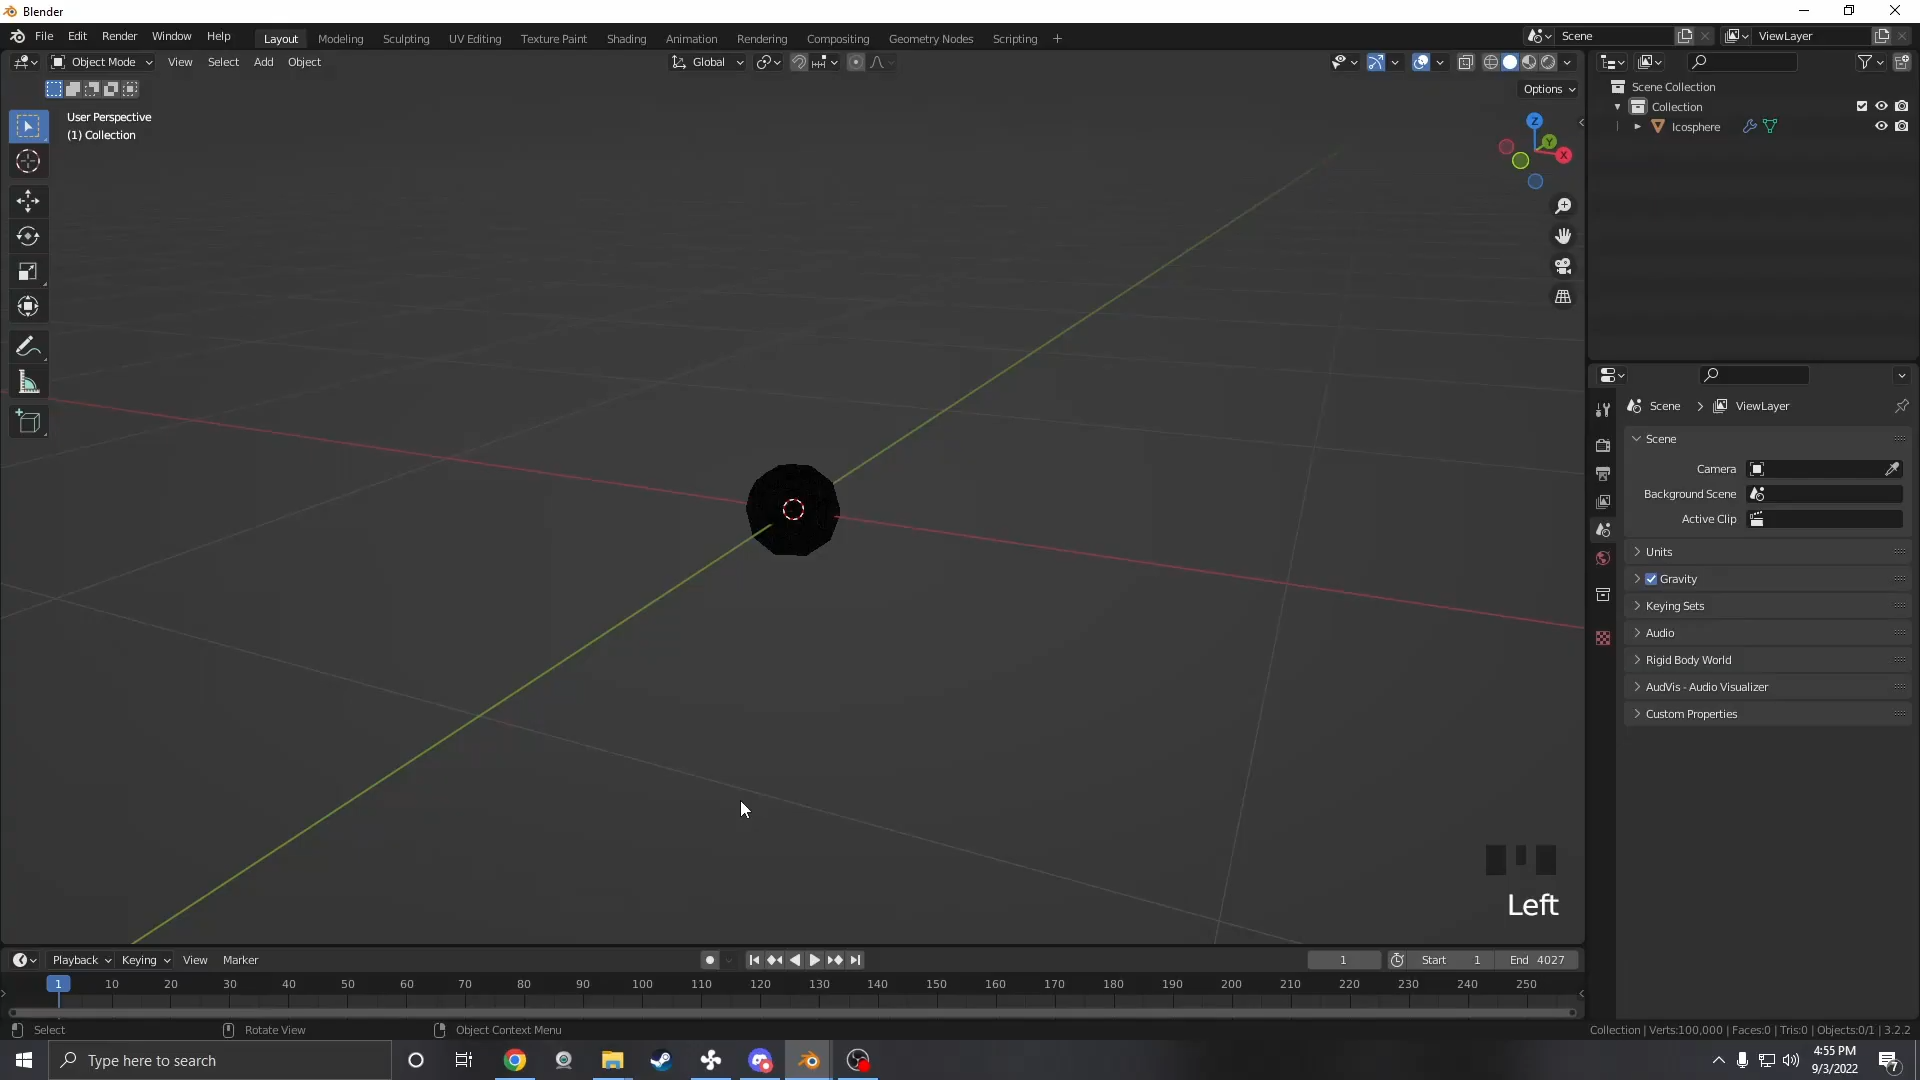 Blender
File Edit Render Window Help Layout Modeling Sculpting UV Editing Texture Paint Shading Animation Rendering Compositing Geometry Nodes Scripting + Scene ViewLayer
Object Mode View Select Add Object Global
Options
User Perspective
(1) Collection
Z
Y
X
Scene Collection
Collection
Icosphere
Scene > ViewLayer
Scene
Camera
Background Scene
Active Clip
Units
Gravity
Keying Sets
Audio
Rigid Body World
AudVis - Audio Visualizer
Custom Properties
Left
Playback Keying View Marker 1 Start 1 End 4027
1 10 20 30 40 50 60 70 80 90 100 110 120 130 140 150 160 170 180 190 200 210 220 230 240 250
Select Rotate View Object Context Menu Collection | Verts:100,000 | Faces:0 | Tris:0 | Objects:0/1 | 3.2.2
Type here to search
4:55 PM
9/3/2022
7